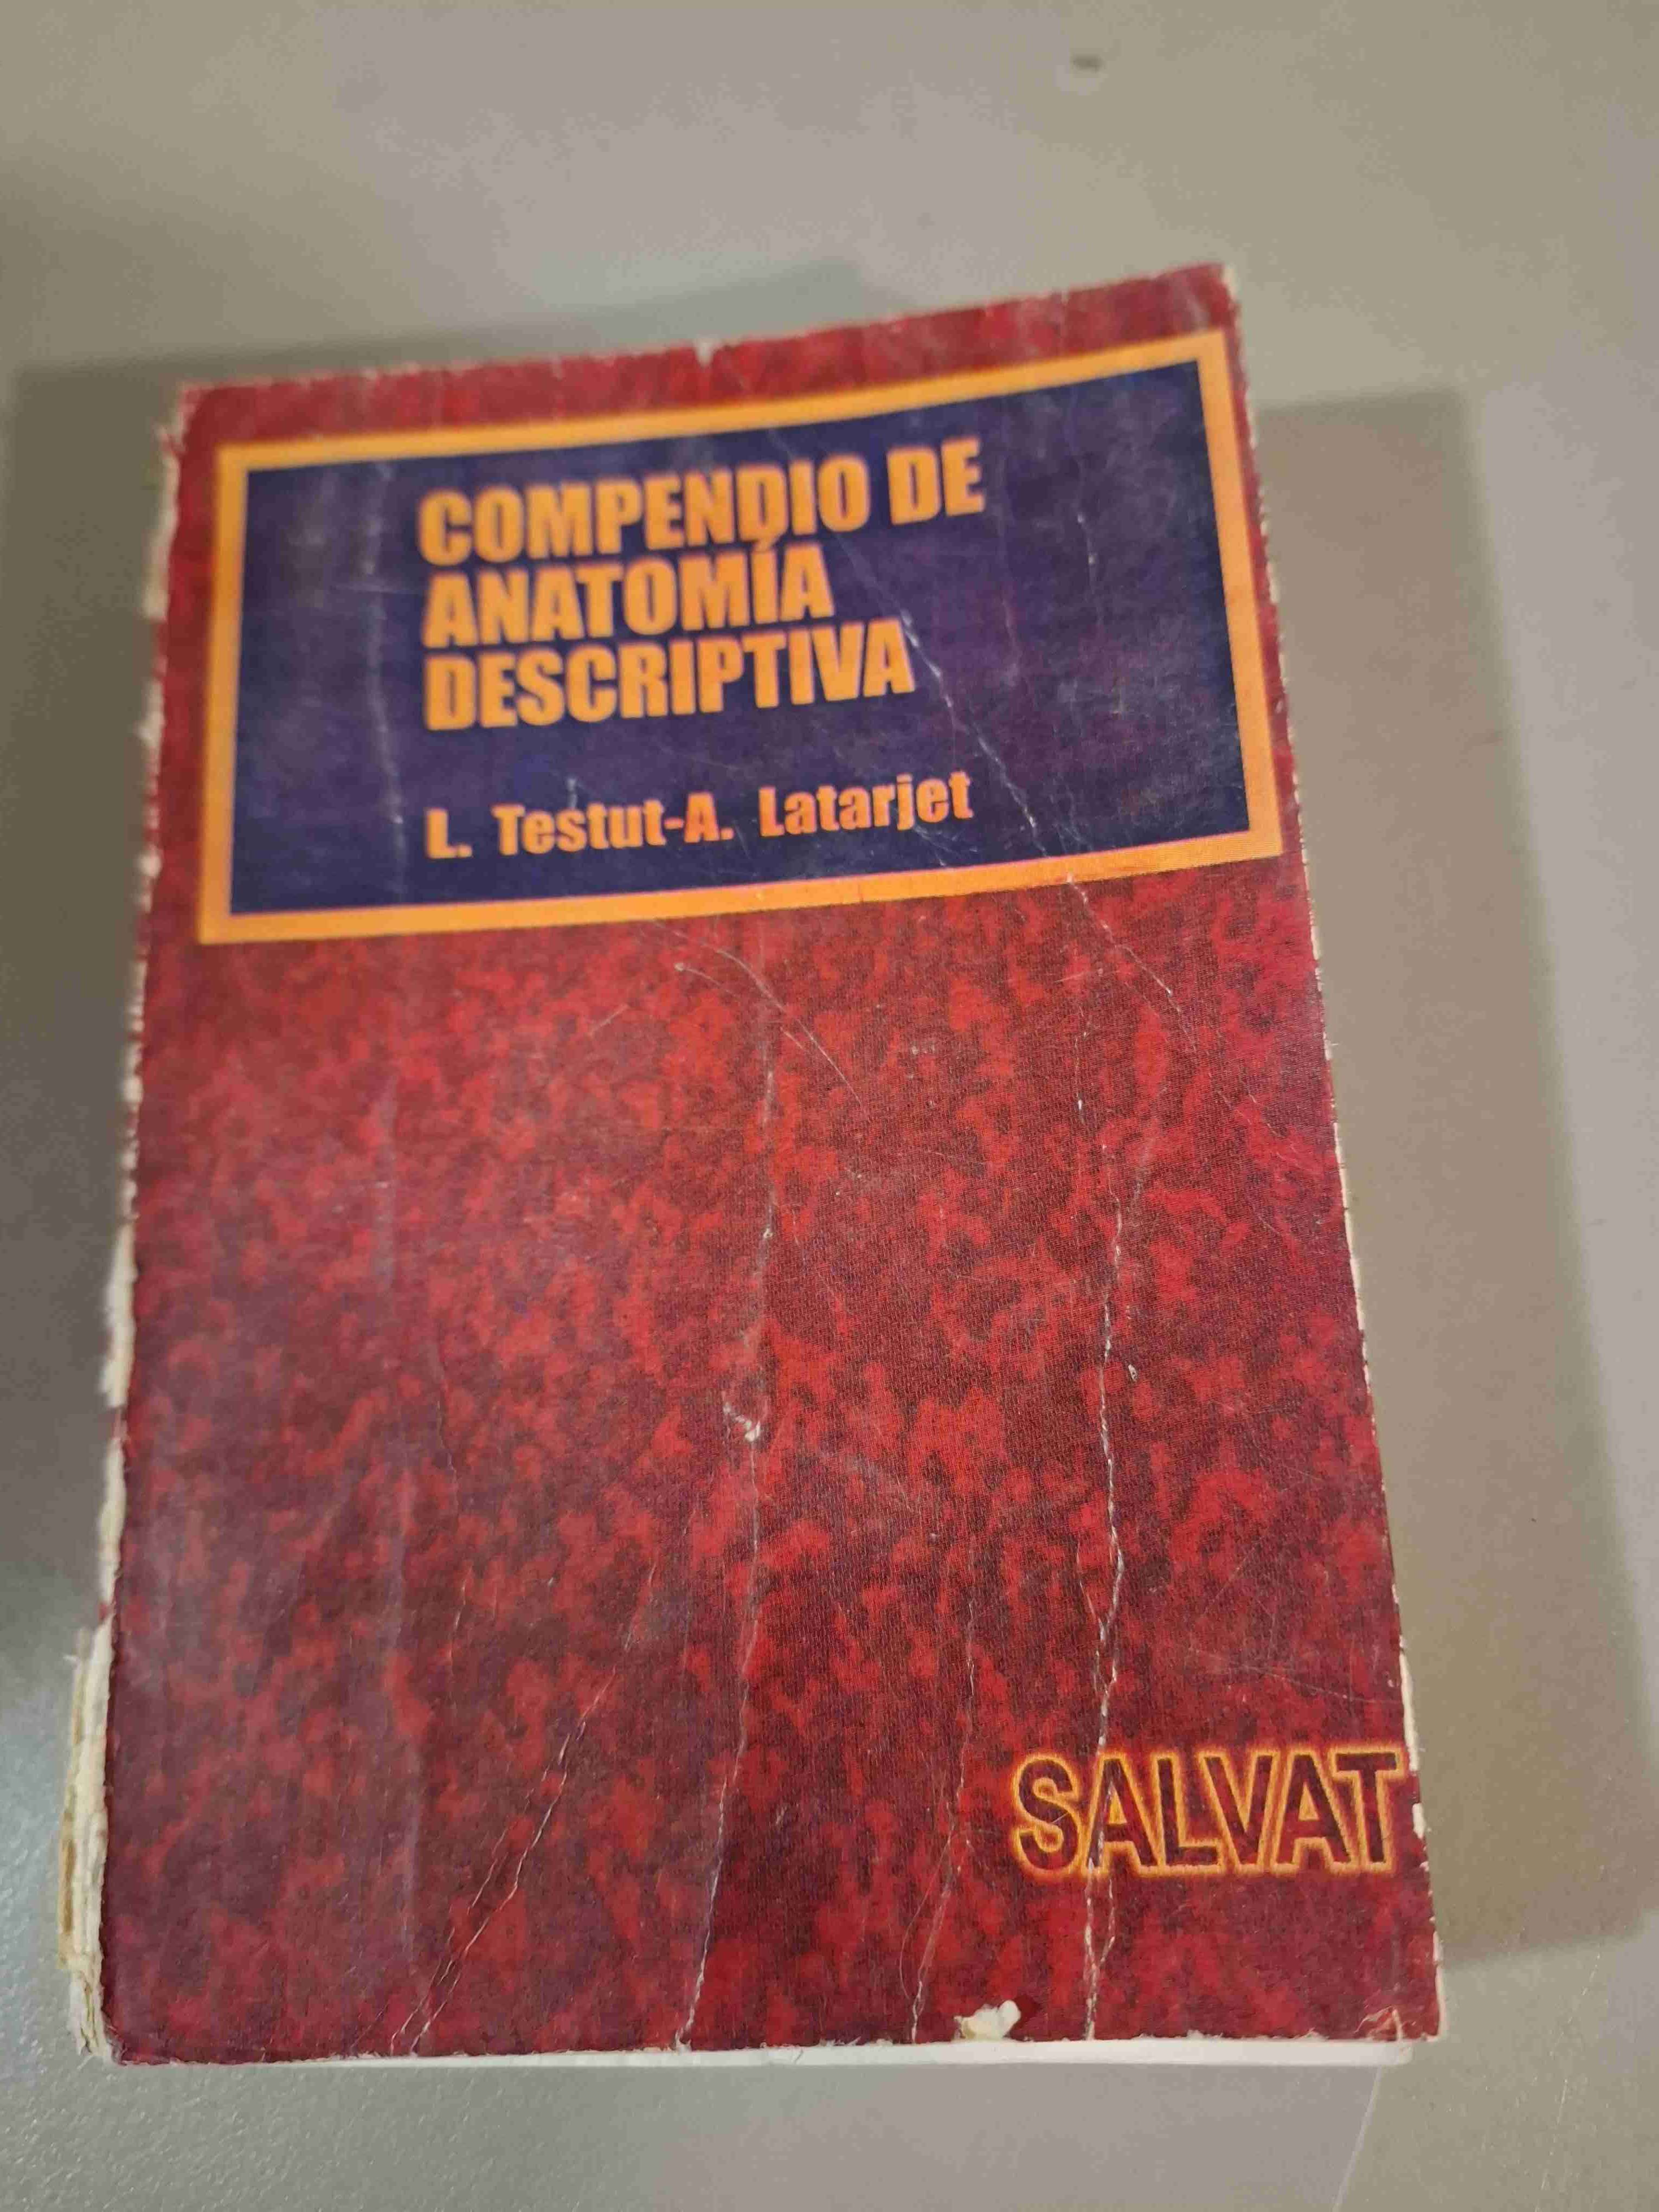 COMPENDIO DE
ANATOMÍA
DESCRIPTIVA
L. Testut-A. Latarjet
SALVAT